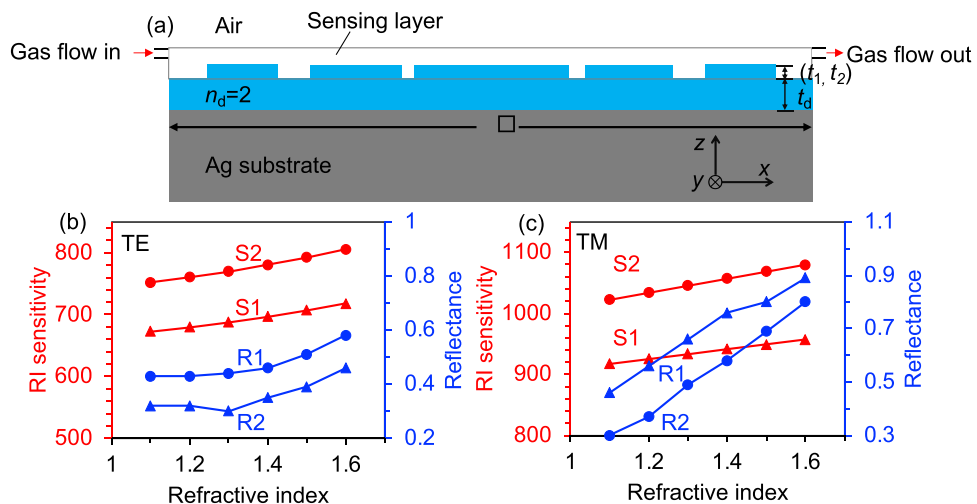 (a)
Air
Sensing layer
Gas flow in
Gas flow out
(t1, t2)
nd=2
td
Ag substrate
z
x
y
(b)
TE
1
800
0.8
700
0.6
600
0.4
500
0.2
S2
S1
R1
R2
RI sensitivity
Reflectance
1 1.2 1.4 1.6
Refractive index
(c)
TM
1100
1.1
1000
0.9
0.7
900
0.5
800
0.3
S2
S1
R1
R2
RI sensitivity
Reflectance
1 1.2 1.4 1.6
Refractive index